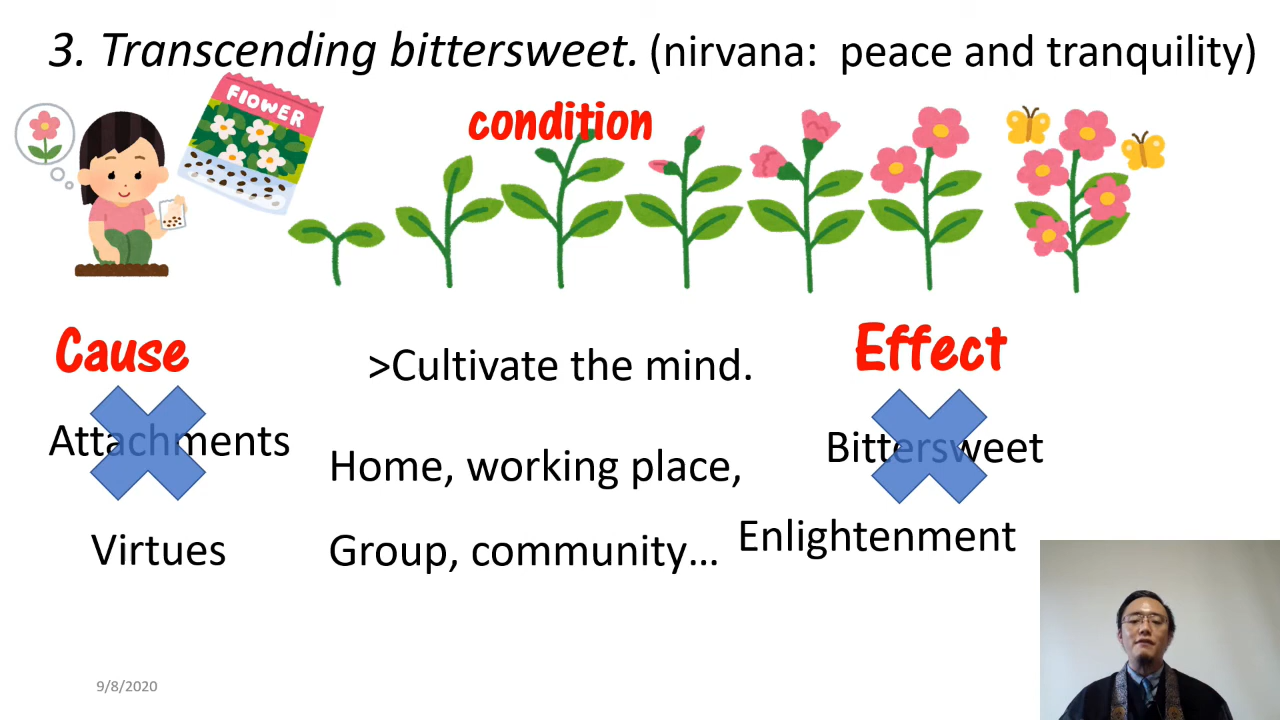 3. Transcending bittersweet. (nirvana: peace and tranquility)
FlOWER
condition
Cause
>Cultivate the mind.
Effect
Attachments
Home, working place,
Bittersweet
Virtues
Group, community...
Enlightenment
9/8/2020